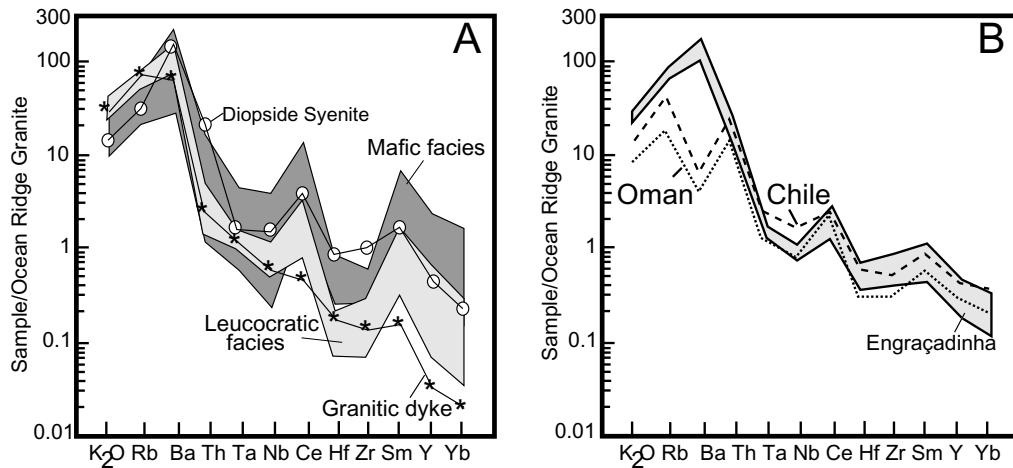 A
Sample/Ocean Ridge Granite
300
100
10
1
0.1
0.01
Diopside Syenite
Mafic facies
Leucocratic
facies
Granitic dyke
K2O Rb Ba Th Ta Nb Ce Hf Zr Sm Y Yb
B
Sample/Ocean Ridge Granite
300
100
10
1
0.1
0.01
Oman
Chile
Engraçadinha
K2O Rb Ba Th Ta Nb Ce Hf Zr Sm Y Yb